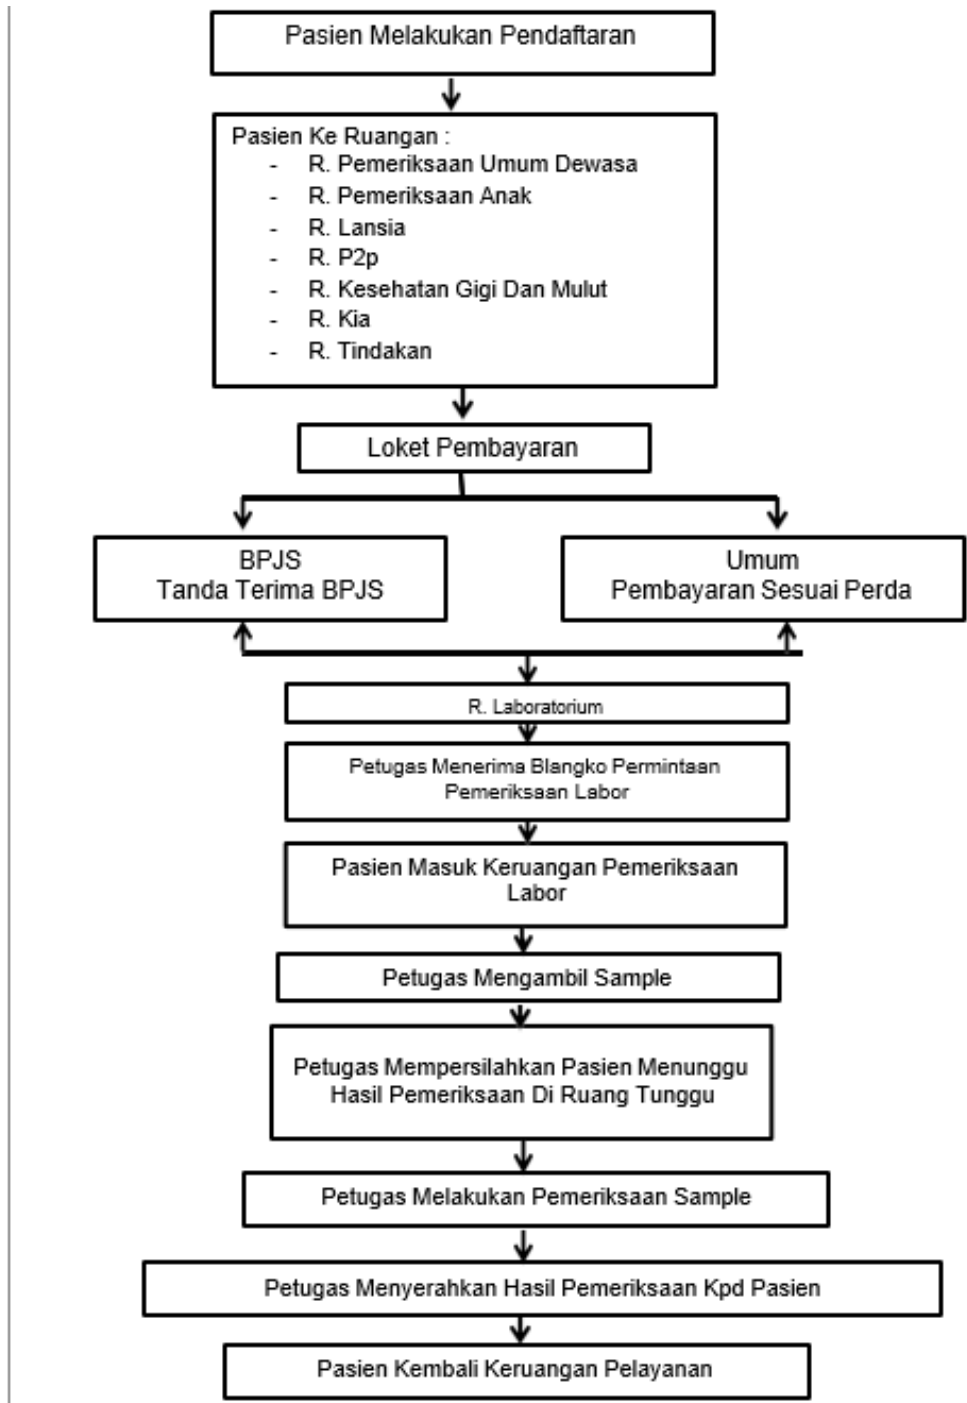 Pasien Melakukan Pendaftaran
Pasien Ke Ruangan :
- R. Pemeriksaan Umum Dewasa
- R. Pemeriksaan Anak
- R. Lansia
- R. P2p
- R. Kesehatan Gigi Dan Mulut
- R. Kia
- R. Tindakan
Loket Pembayaran
BPJS
Tanda Terima BPJS
Umum
Pembayaran Sesuai Perda
R. Laboratorium
Petugas Menerima Blangko Permintaan
Pemeriksaan Labor
Pasien Masuk Keruangan Pemeriksaan
Labor
Petugas Mengambil Sample
Petugas Mempersilahkan Pasien Menunggu
Hasil Pemeriksaan Di Ruang Tunggu
Petugas Melakukan Pemeriksaan Sample
Petugas Menyerahkan Hasil Pemeriksaan Kpd Pasien
Pasien Kembali Keruangan Pelayanan